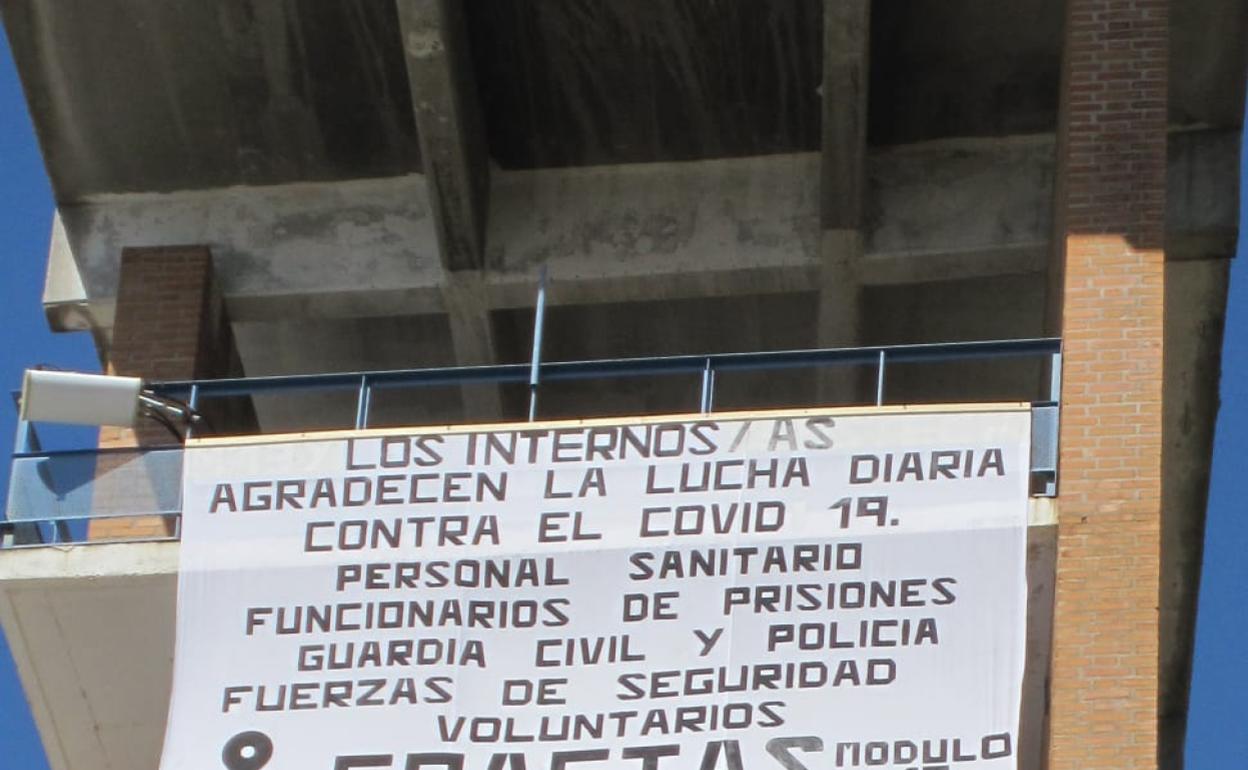 LOS INTERNOS/AS
AGRADECEN LA LUCHA DIARIA
CONTRA EL COVID 19.
PERSONAL SANITARIO
FUNCIONARIOS DE PRISIONES
GUARDIA CIVIL Y POLICIA
FUERZAS DE SEGURIDAD
VOLUNTARIOS
MODULO